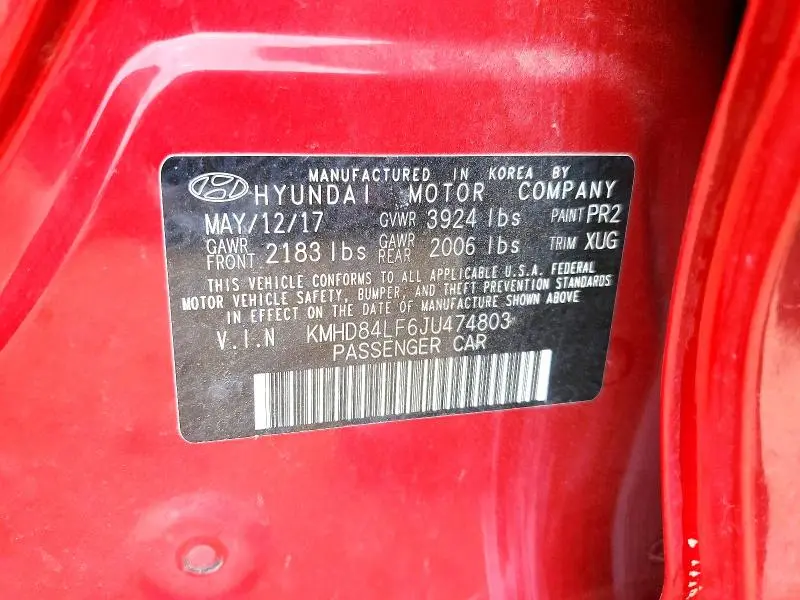 MANUFACTURED IN KOREA BY
HYUNDAI MOTOR COMPANY
MAY/12/17 GVWR 3924 lbs PAINT PR2
GAWR FRONT 2183 lbs GAWR REAR 2006 lbs TRIM XUG
THIS VEHICLE CONFORMS TO ALL APPLICABLE U.S.A. FEDERAL
MOTOR VEHICLE SAFETY, BUMPER, AND THEFT PREVENTION STANDARDS
IN EFFECT ON THE DATE OF MANUFACTURE SHOWN ABOVE
V.I.N KMHD84LF6JU474803
PASSENGER CAR